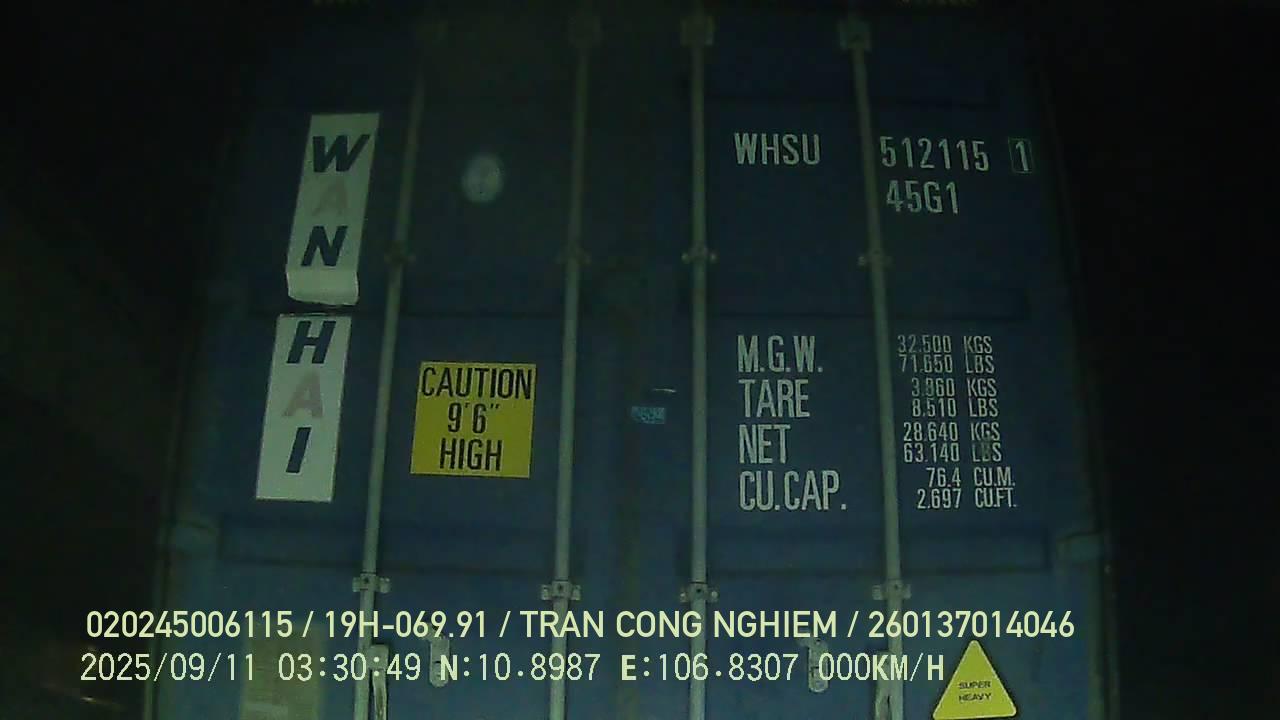 WAN
HAI
CAUTION
9'6"
HIGH
WHSU 512115 1
45G1
M.G.W. 32.500 KGS
71.650 LBS
TARE 3.860 KGS
8.510 LBS
NET 28.640 KGS
63.140 LBS
CU.CAP. 76.4 CU.M.
2.697 CU.FT.
020245006115 / 19H-069.91 / TRAN CONG NGHIEM / 260137014046
2025/09/11 03:30:49 N:10.8987 E:106.8307 000KM/H
SUPER
HEAVY